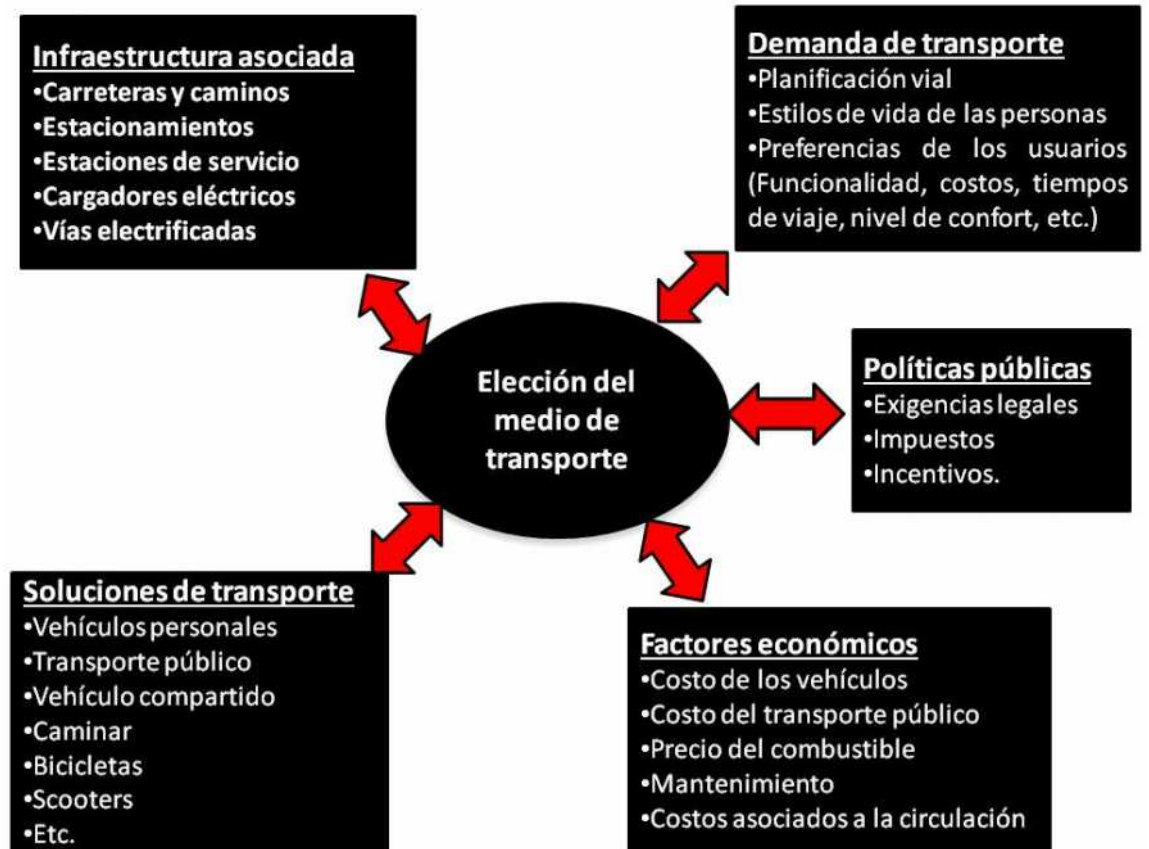 Infraestructura asociada
•Carreteras y caminos
•Estacionamientos
•Estaciones de servicio
•Cargadores eléctricos
•Vías electrificadas
Demanda de transporte
•Planificación vial
•Estilos de vida de las personas
•Preferencias de los usuarios
(Funcionalidad, costos, tiempos
de viaje, nivel de confort, etc.)
Elección del
medio de
transporte
Políticas públicas
•Exigencias legales
•Impuestos
•Incentivos.
Soluciones de transporte
•Vehículos personales
•Transporte público
•Vehículo compartido
•Caminar
•Bicicletas
•Scooters
•Etc.
Factores económicos
•Costo de los vehículos
•Costo del transporte público
•Precio del combustible
•Mantenimiento
•Costos asociados a la circulación